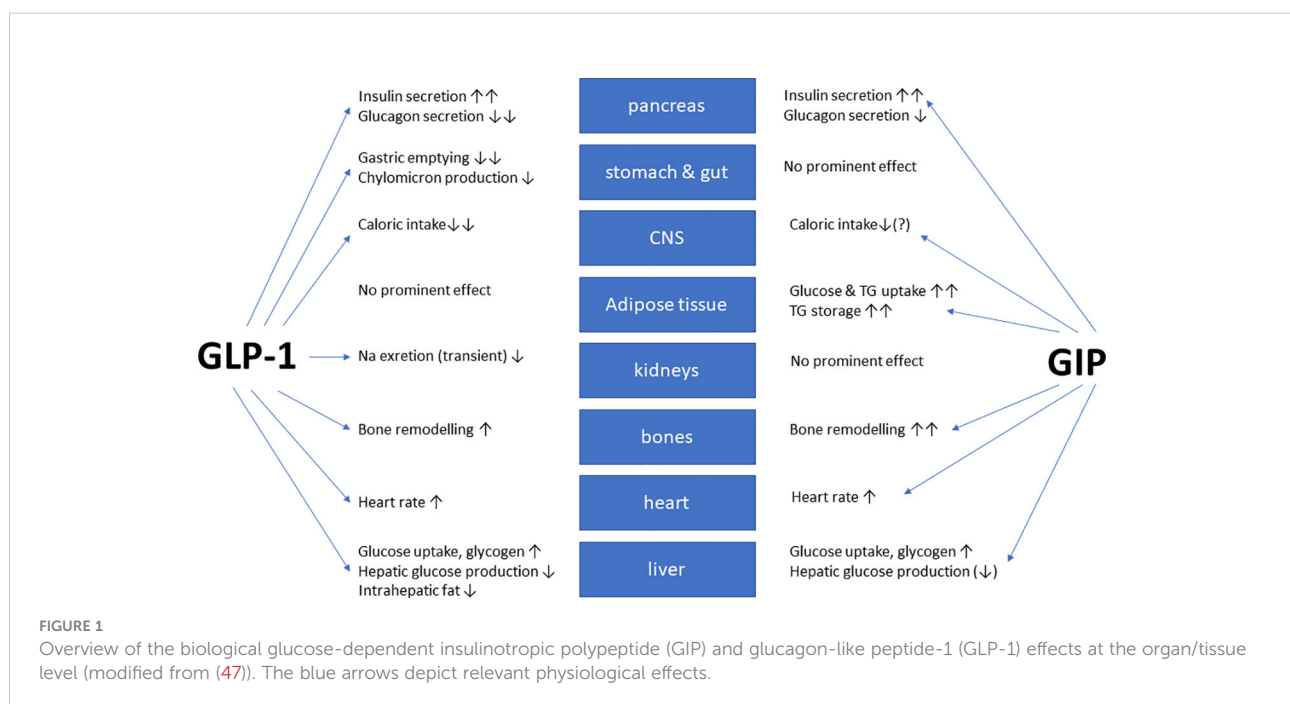 Insulin secretion ↑↑
Glucagon secretion ↓↓
pancreas
Insulin secretion ↑↑
Glucagon secretion ↓
Gastric emptying ↓↓
Chylomicron production ↓
stomach & gut
No prominent effect
Caloric intake↓↓
CNS
Caloric intake↓(?)
No prominent effect
Adipose tissue
Glucose & TG uptake ↑↑
TG storage ↑↑
GLP-1
Na exretion (transient) ↓
kidneys
No prominent effect
GIP
Bone remodelling ↑
bones
Bone remodelling ↑↑
Heart rate ↑
heart
Heart rate ↑
Glucose uptake, glycogen ↑
Hepatic glucose production ↓
Intrahepatic fat ↓
liver
Glucose uptake, glycogen ↑
Hepatic glucose production (↓)
FIGURE 1
Overview of the biological glucose-dependent insulinotropic polypeptide (GIP) and glucagon-like peptide-1 (GLP-1) effects at the organ/tissue
level (modified from (47)). The blue arrows depict relevant physiological effects.